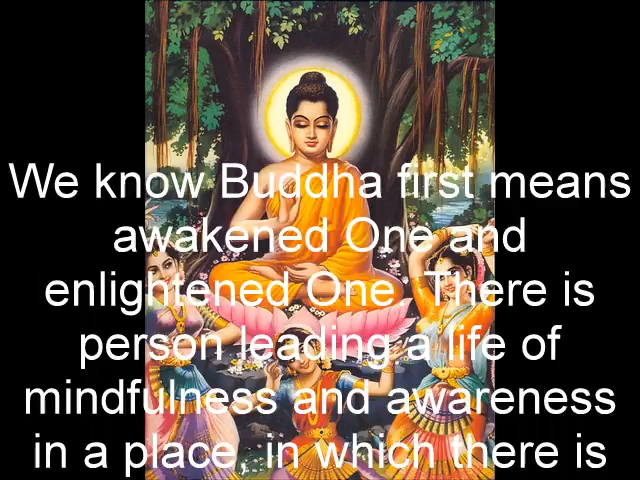 We know Buddha first means
awakened One and
enlightened One. There is
person leading a life of
mindfulness and awareness
in a place, in which there is